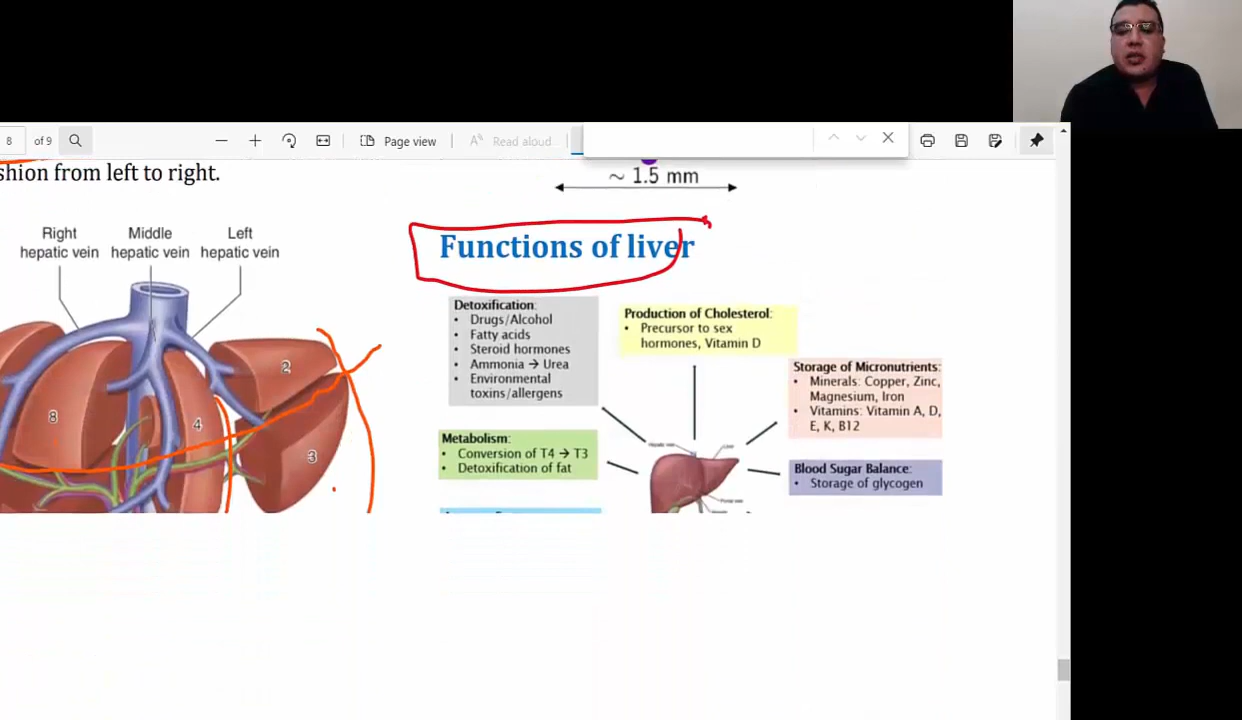 8 of 9
Page view
Read aloud
shion from left to right.
~ 1.5 mm
Right hepatic vein
Middle hepatic vein
Left hepatic vein
8
4
2
3
Functions of liver
Detoxification:
• Drugs/Alcohol
• Fatty acids
• Steroid hormones
• Ammonia → Urea
• Environmental
toxins/allergens
Production of Cholesterol:
• Precursor to sex
hormones, Vitamin D
Storage of Micronutrients:
• Minerals: Copper, Zinc,
Magnesium, Iron
• Vitamins: Vitamin A, D,
E, K, B12
Metabolism:
• Conversion of T4 → T3
• Detoxification of fat
Blood Sugar Balance:
• Storage of glycogen